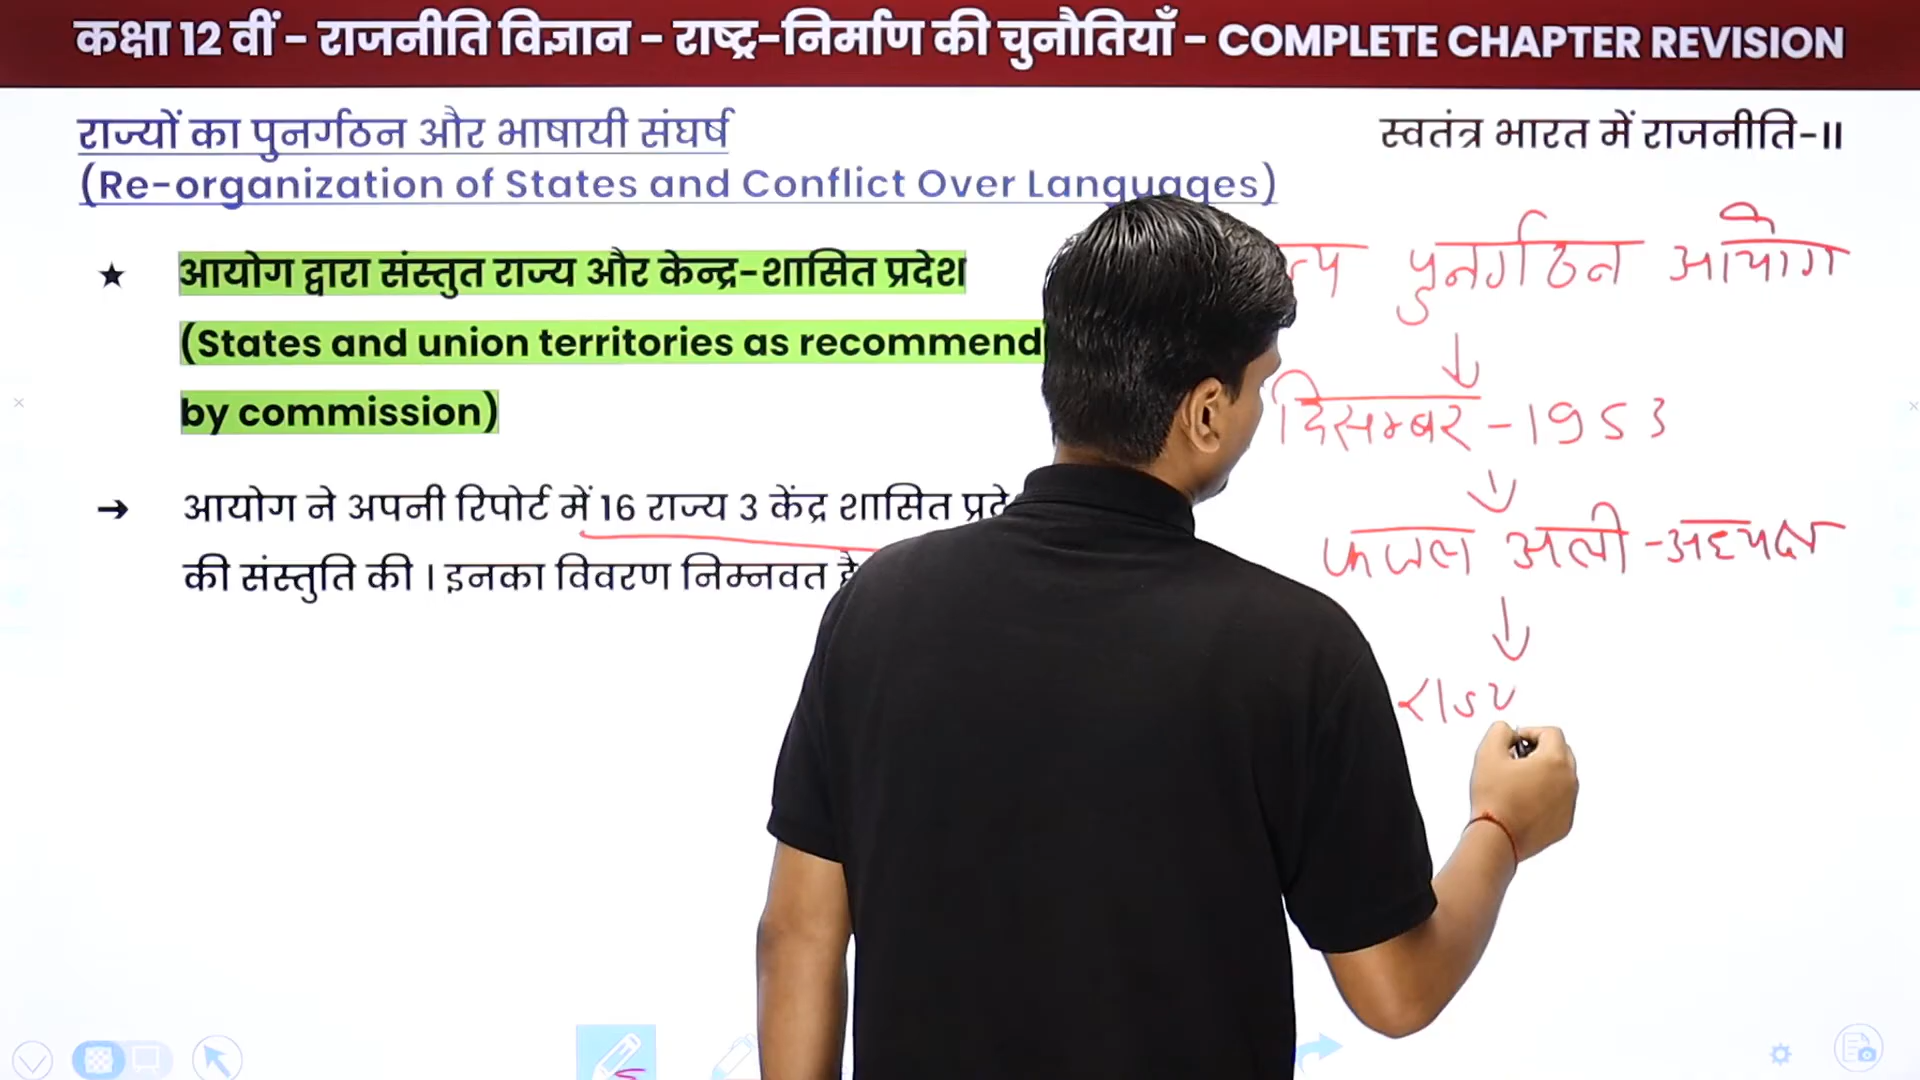 कक्षा 12 वीं - राजनीति विज्ञान - राष्ट्र-निर्माण की चुनौतियाँ - COMPLETE CHAPTER REVISION
राज्यों का पुनर्गठन और भाषायी संघर्ष
स्वतंत्र भारत में राजनीति-II
(Re-organization of States and Conflict Over Languages)
★ आयोग द्वारा संस्तुत राज्य और केन्द्र-शासित प्रदेश
(States and union territories as recommend
by commission)
→ आयोग ने अपनी रिपोर्ट में 16 राज्य 3 केंद्र शासित
की संस्तुति की। इनका विवरण निम्नवत
पुनर्गठन आयोग
↓
दिसम्बर - 1953
↓
फजल अली - अध्यक्ष
↓
राज्य